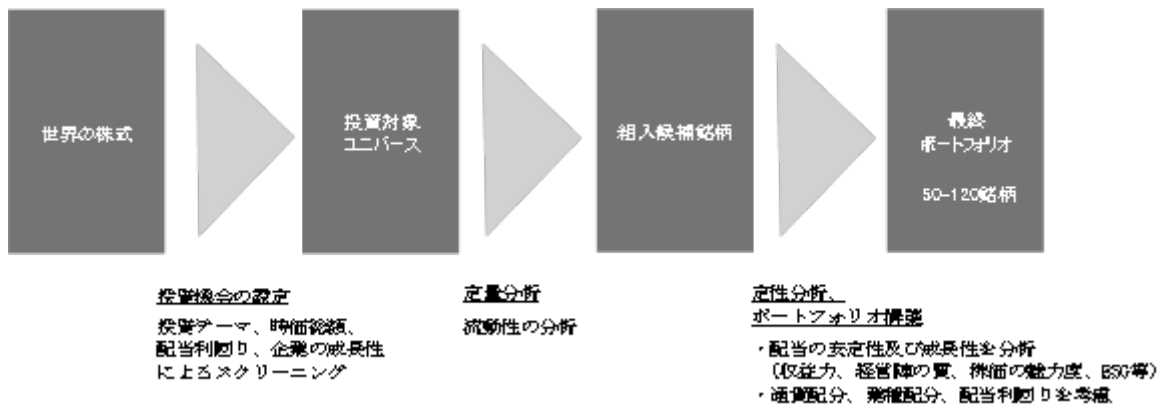 世界の株式
投資対象
ユニバース
組入候補銘柄
最終
ポートフォリオ
50-120銘柄
投資機会の設定
投資テーマ、時価総額、
配当利回り、企業の成長性
によるスクリーニング
定量分析
流動性の分析
定性分析、
ポートフォリオ構築
・配当の安定性及び成長性を分析
（収益力、経営陣の質、株価の魅力度、ESG等）
・通貨配分、業種配分、配当利回りを考慮